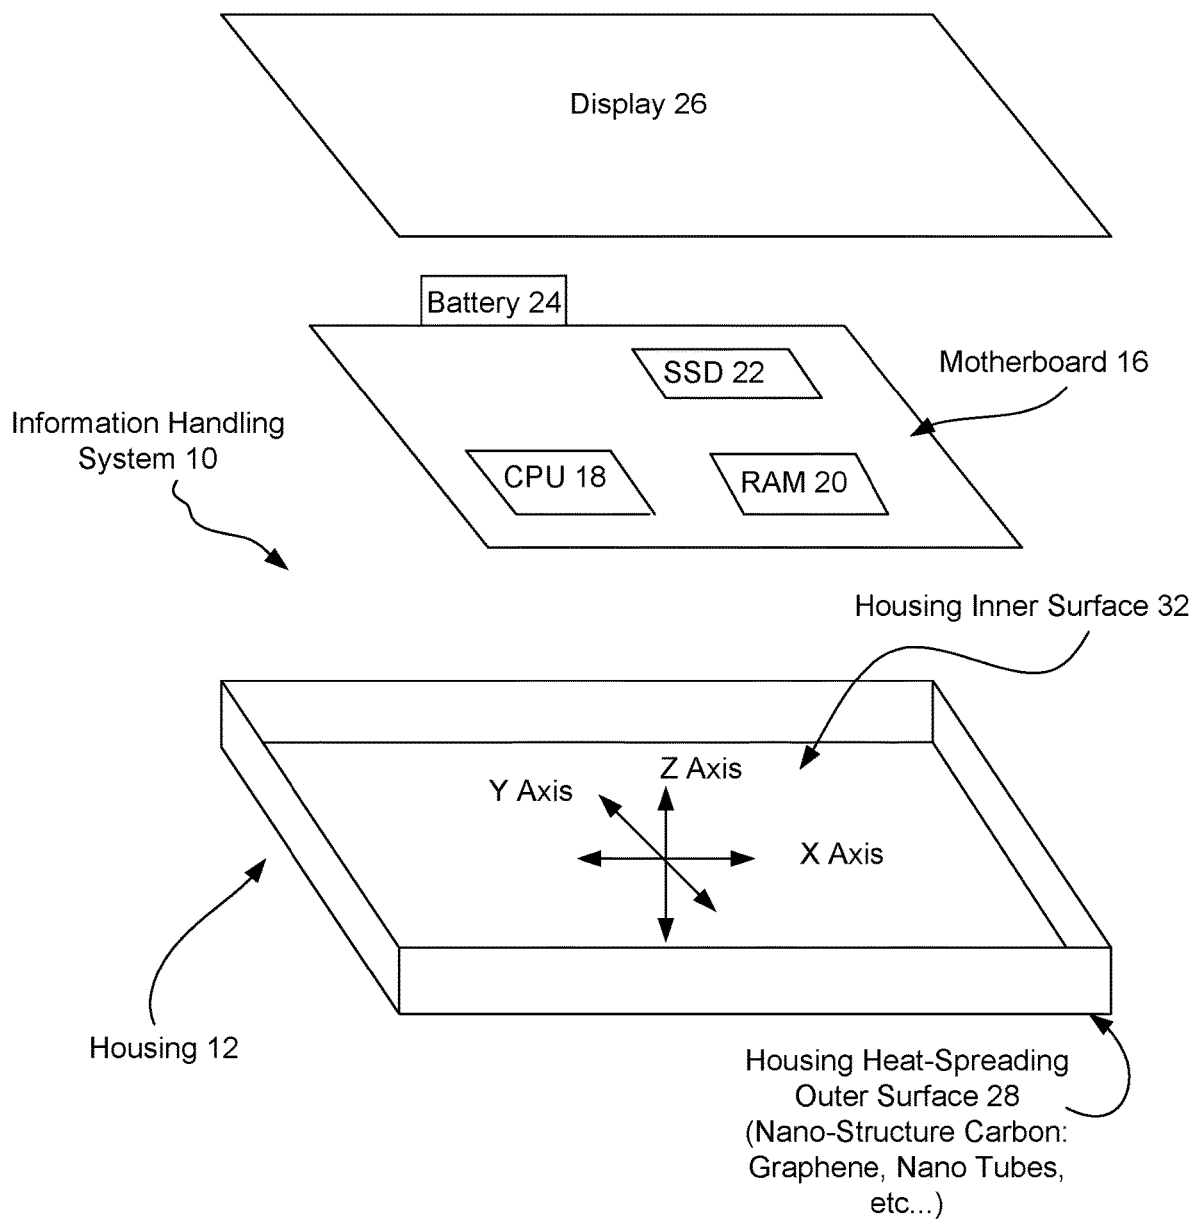 Display 26
Battery 24
SSD 22
Motherboard 16
Information Handling
System 10
CPU 18
RAM 20
Housing Inner Surface 32
Z Axis
Y Axis
X Axis
Housing 12
Housing Heat-Spreading
Outer Surface 28
(Nano-Structure Carbon:
Graphene, Nano Tubes,
etc...)